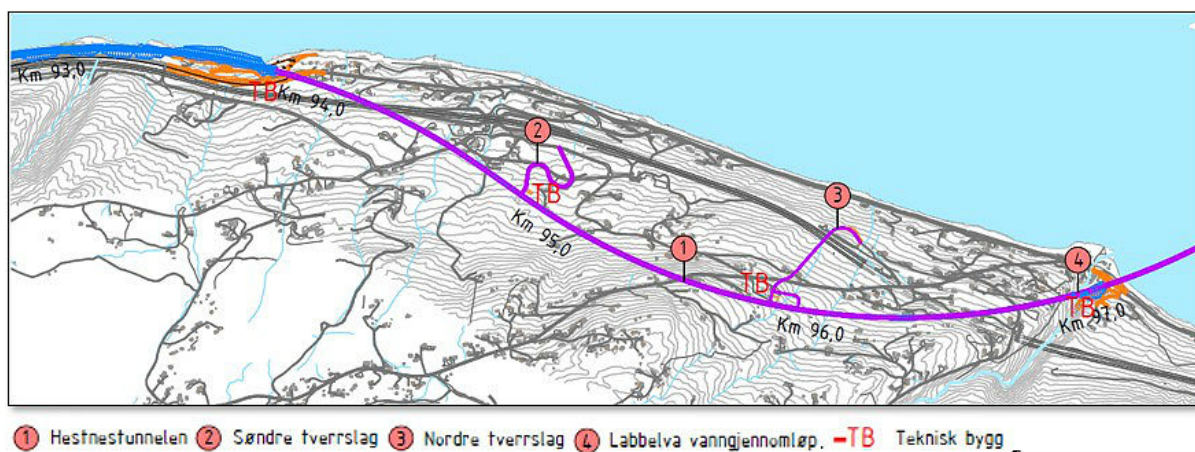 Km 93,0
TB
Km 94,0
2
TB
Km 95,0
1
3
TB
Km 96,0
4
TB
Km 97,0
1 Hestnestunnelen 2 Søndre tverrslag 3 Nordre tverrslag 4 Labbelva vanngjennomløp. -TB Teknisk bygg